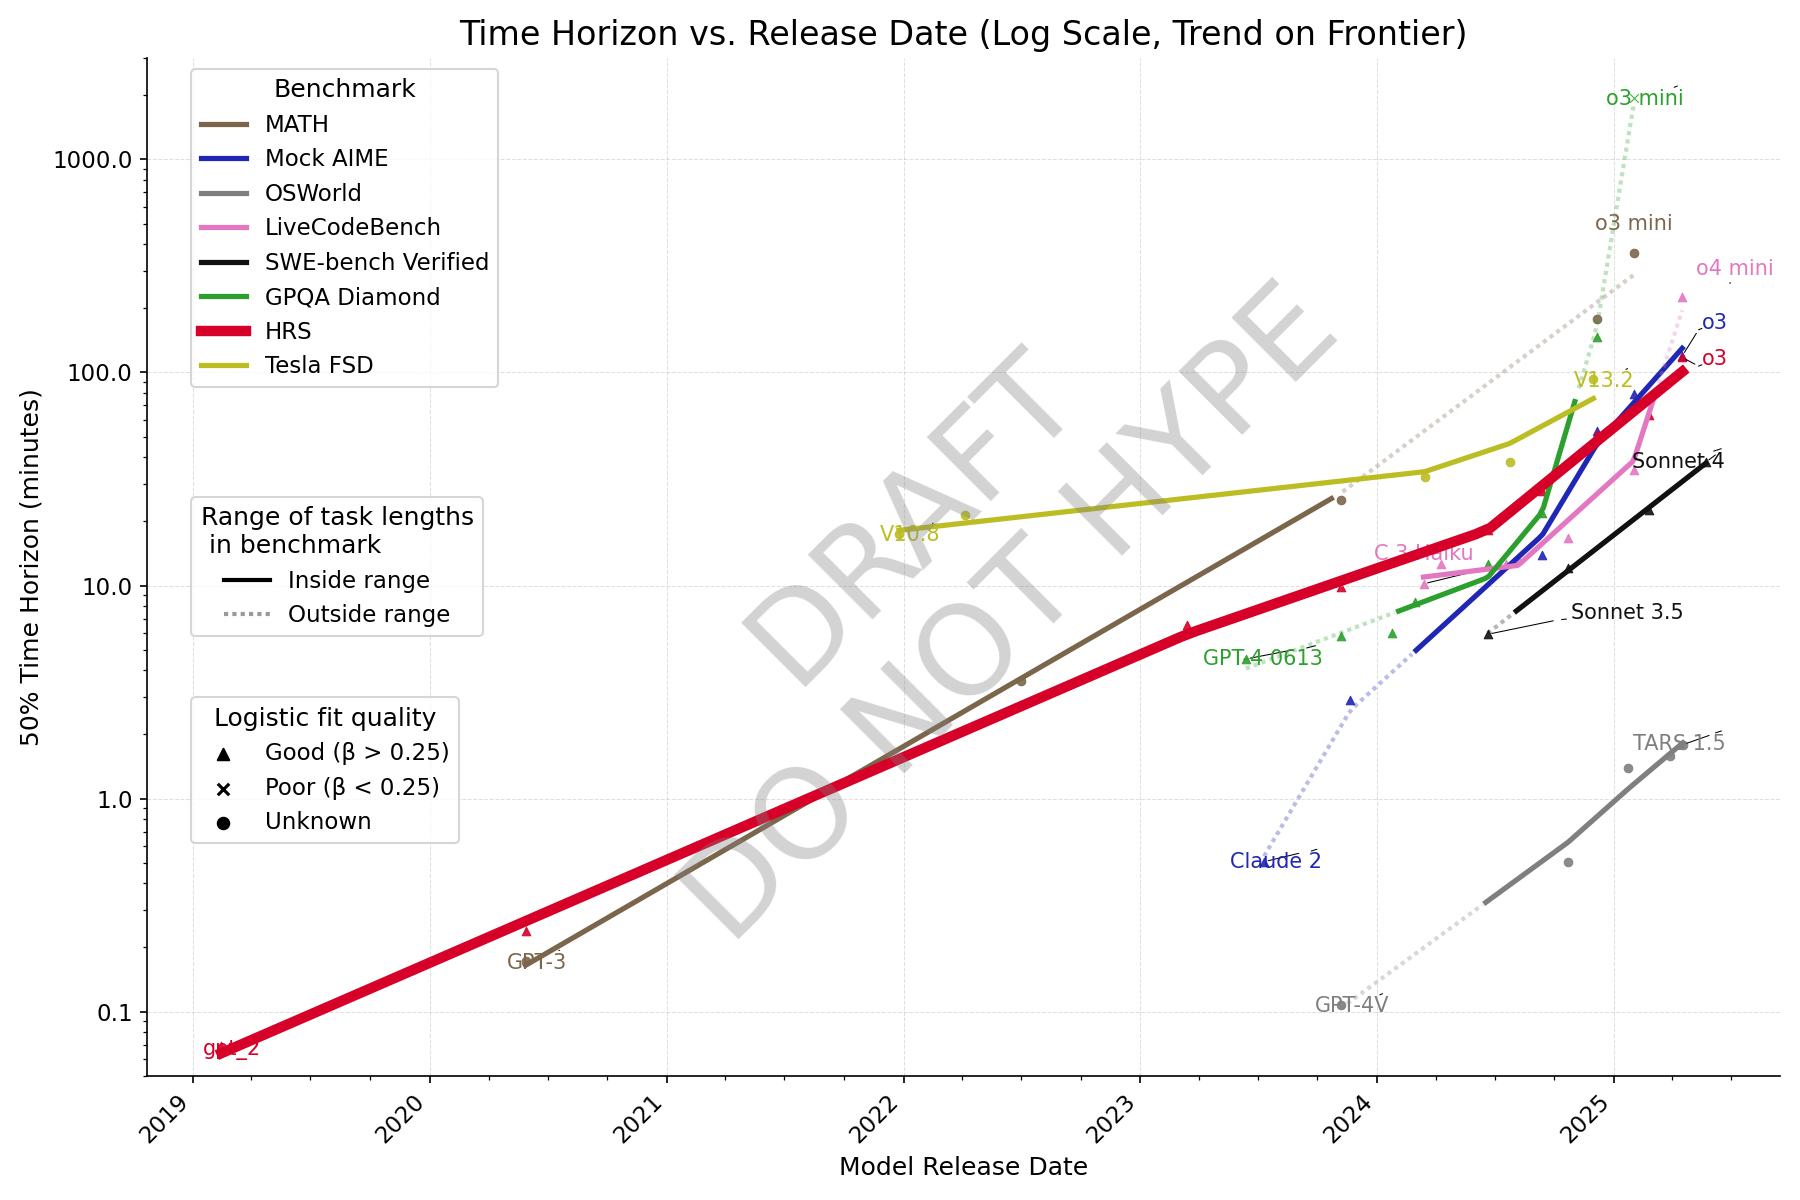 Time Horizon vs. Release Date (Log Scale, Trend on Frontier)
Benchmark
MATH
Mock AIME
OSWorld
LiveCodeBench
SWE-bench Verified
GPQA Diamond
HRS
Tesla FSD
Range of task lengths
in benchmark
Inside range
Outside range
Logistic fit quality
Good (β > 0.25)
Poor (β < 0.25)
Unknown
50% Time Horizon (minutes)
1000.0
100.0
10.0
1.0
0.1
o3 mini
o3 mini
o4 mini
o3
o3
V13.2
Sonnet 4
V10.8
C 3 Haiku
Sonnet 3.5
GPT-4 0613
TARS 1.5
Claude 2
GPT-3
GPT-4V
gpt_2
DRAFT
DO NOT HYPE
2019
2020
2021
2022
2023
2024
2025
Model Release Date